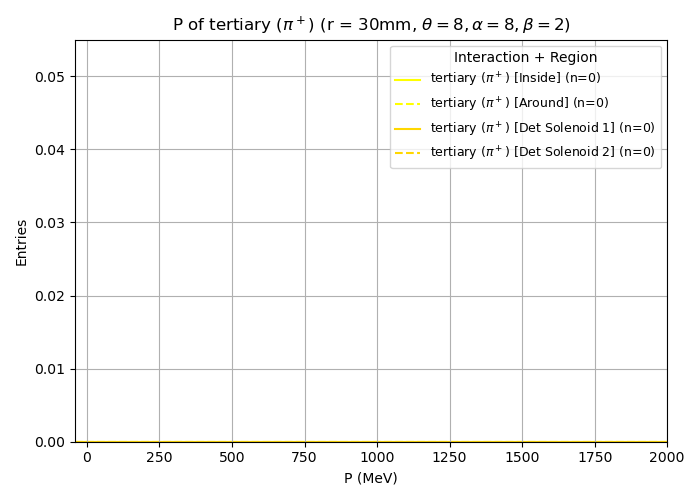 P of tertiary (π⁺) (r = 30mm, θ = 8, α = 8, β = 2)
Interaction + Region
tertiary (π⁺) [Inside] (n=0)
tertiary (π⁺) [Around] (n=0)
tertiary (π⁺) [Det Solenoid 1] (n=0)
tertiary (π⁺) [Det Solenoid 2] (n=0)
Entries
0.05
0.04
0.03
0.02
0.01
0.00
0 250 500 750 1000 1250 1500 1750 2000
P (MeV)